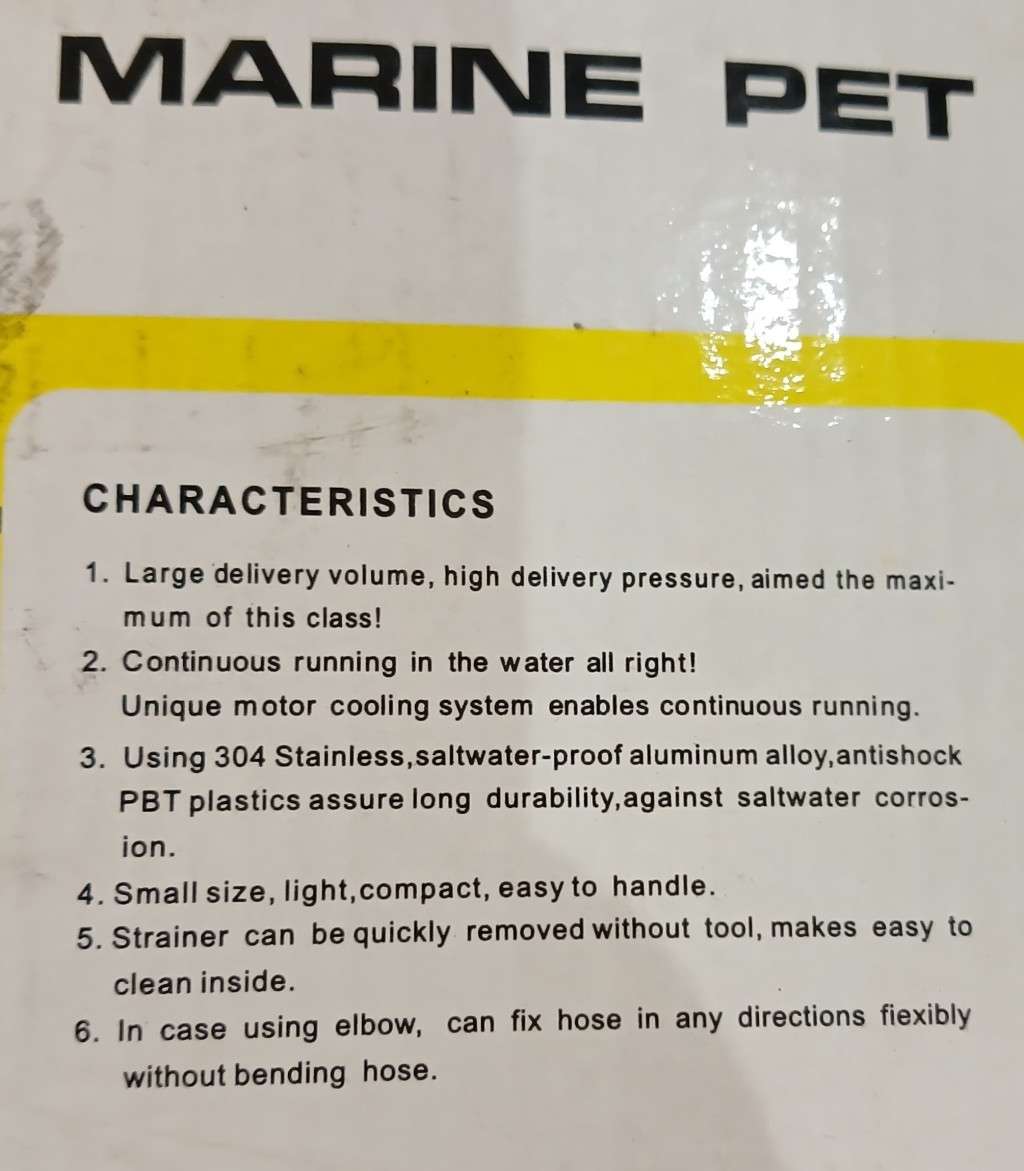 MARINE PET
CHARACTERISTICS
1. Large delivery volume, high delivery pressure, aimed the maxi-
mum of this class!
2. Continuous running in the water all right!
Unique motor cooling system enables continuous running.
3. Using 304 Stainless,saltwater-proof aluminum alloy,antishock
PBT plastics assure long durability,against saltwater corros-
ion.
4. Small size, light,compact, easy to handle.
5. Strainer can be quickly removed without tool, makes easy to
clean inside.
6. In case using elbow, can fix hose in any directions fiexibly
without bending hose.